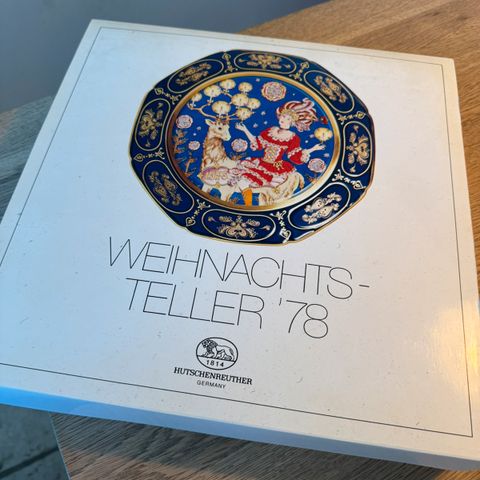 WEIHNACHTS-
TELLER '78
1814
HUTSCHENREUTHER
GERMANY